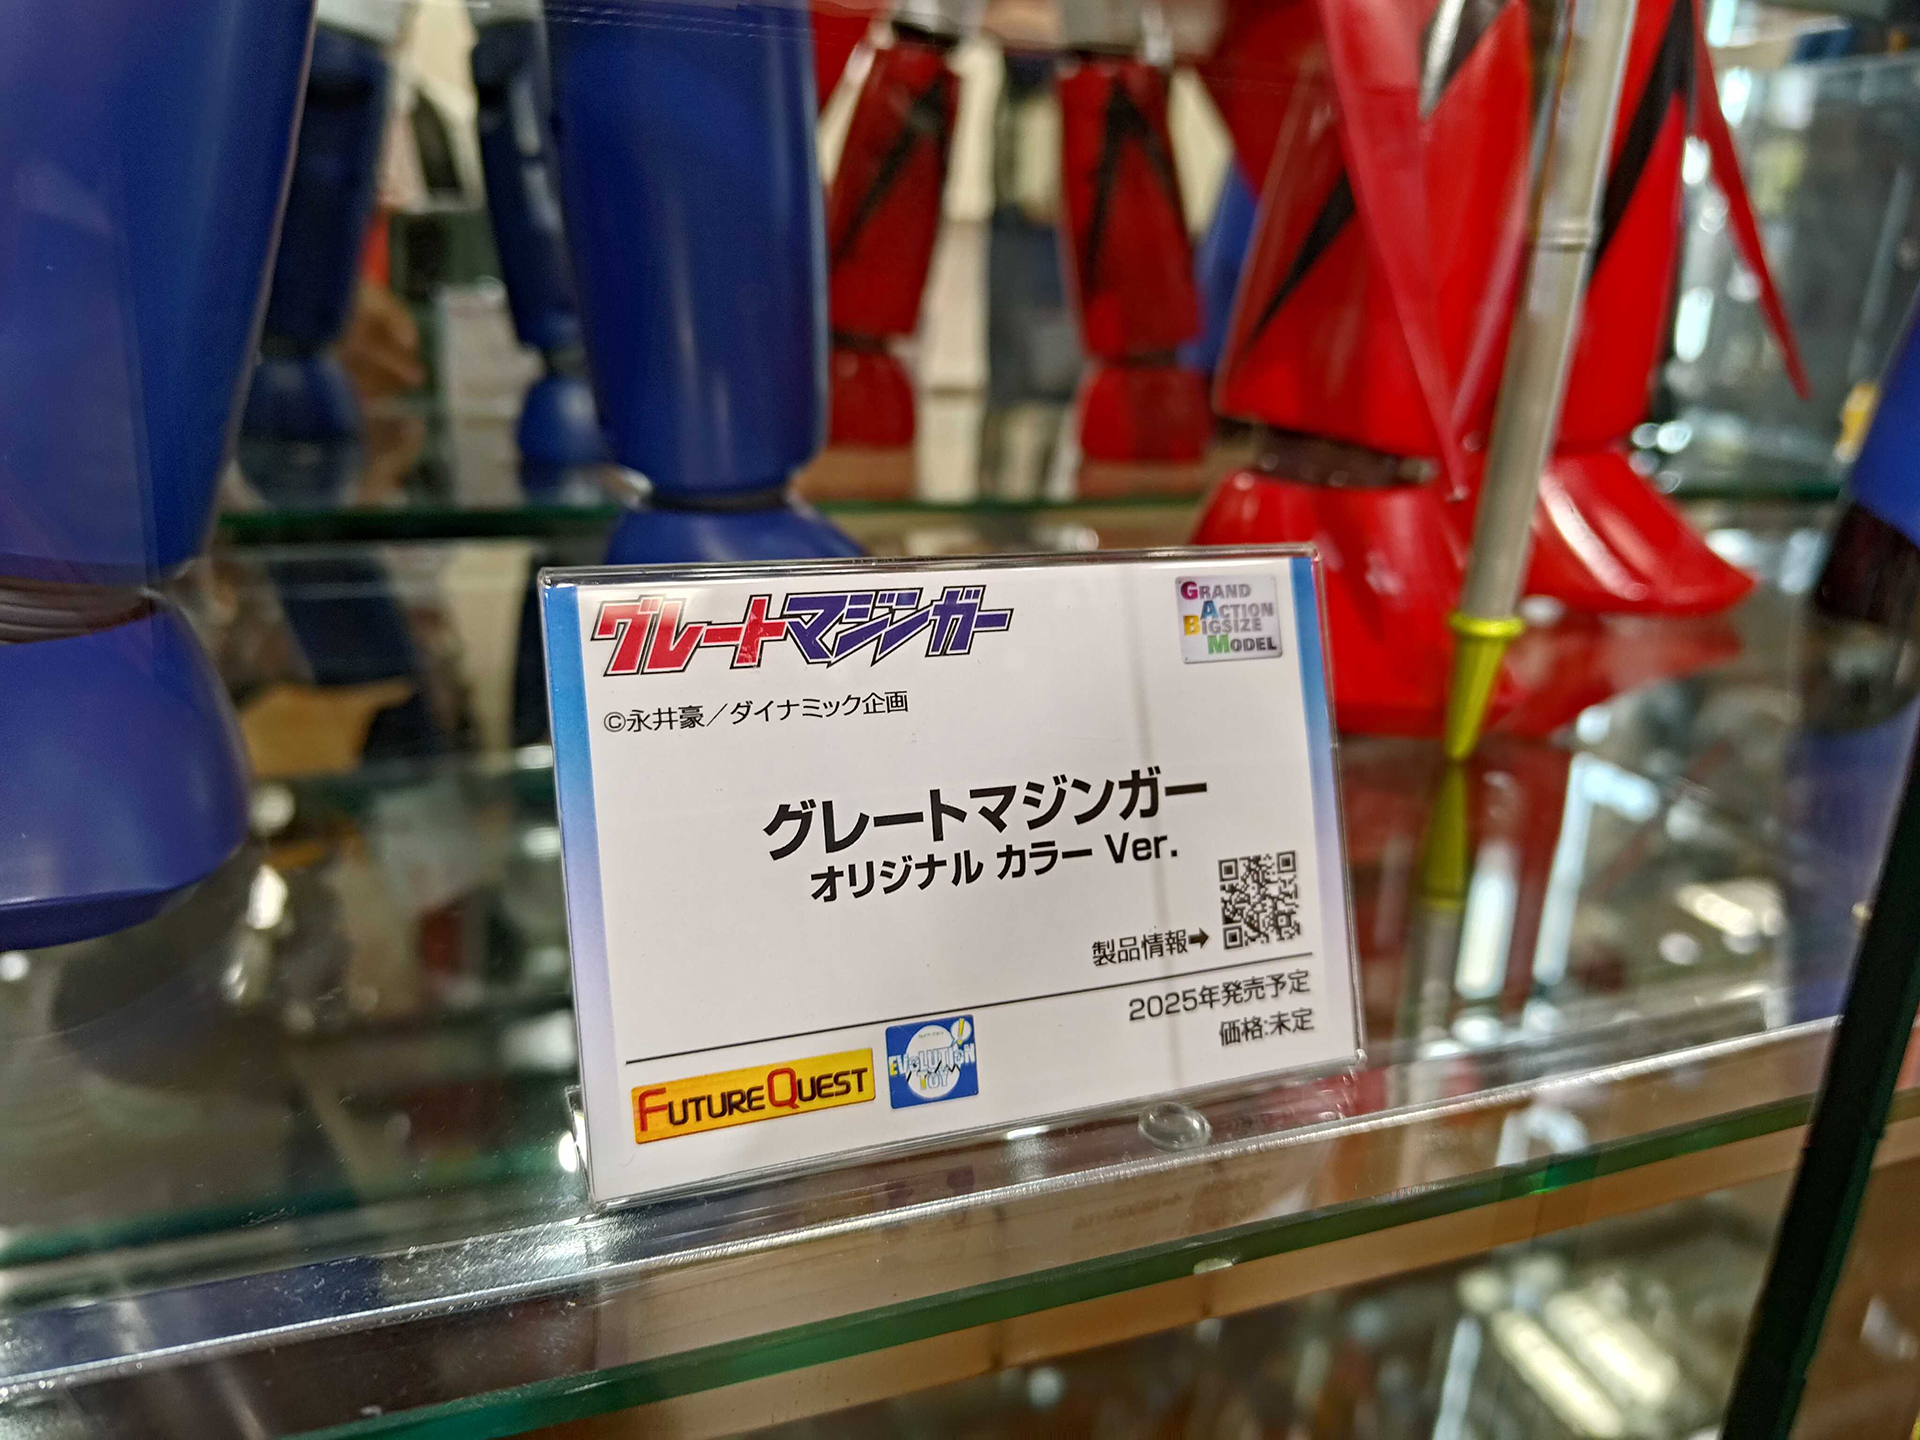 グレートマジンガー
GRAND
ACTION
BIGSIZE
MODEL
©永井豪／ダイナミック企画
グレートマジンガー
オリジナル カラー Ver.
製品情報➡
2025年発売予定
価格:未定
FUTUREQUEST
EVOLUTION!
TOY